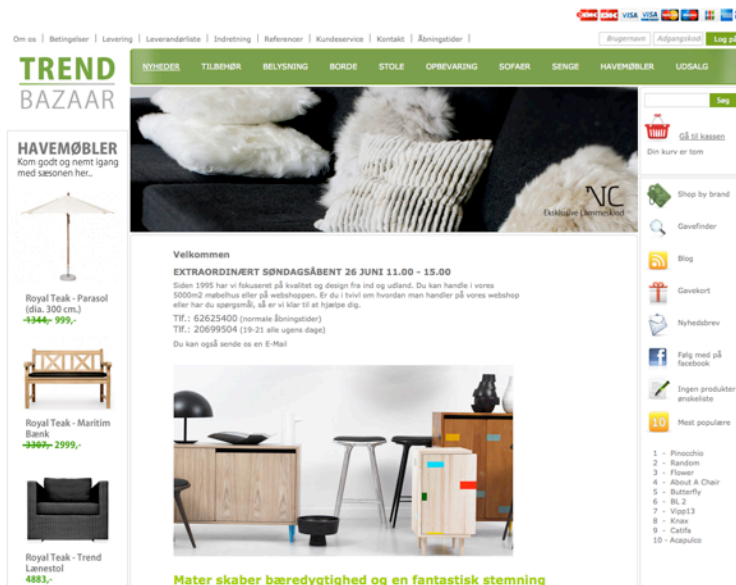 DK DK VISA VISA
Om os | Betingelser | Levering | Leverandørliste | Indretning | Referencer | Kundeservice | Kontakt | Åbningstider |
Brugernavn Adgangskod Log på
TREND
BAZAAR
NYHEDER TILBEHØR BELYSNING BORDE STOLE OPBEVARING SOFAER SENGE HAVEMØBLER UDSALG
HAVEMØBLER
Kom godt og nemt igang
med sæsonen her..
Royal Teak - Parasol
(dia. 300 cm.)
1344,- 999,-
Royal Teak - Maritim
Bænk
3307,- 2999,-
Royal Teak - Trend
Lænestol
4883,-
NC
Eksklusive Lammeskind
Velkommen
EXTRAORDINÆRT SØNDAGSÅBENT 26 JUNI 11.00 - 15.00
Siden 1995 har vi fokuseret på kvalitet og design fra ind og udland. Du kan handle i vores
5000m2 møbelhus eller på webshoppen. Er du i tvivl om hvordan man handler på vores webshop
eller har du spørgsmål, så er vi klar til at hjælpe dig.
Tlf.: 62625400 (normale åbningstider)
Tlf.: 20699504 (19-21 alle ugens dage)
Du kan også sende os en E-Mail
Mater skaber bæredygtighed og en fantastisk stemning
Søg
Gå til kassen
Din kurv er tom
Shop by brand
Gavefinder
Blog
Gavekort
Nyhedsbrev
Følg med på
facebook
Ingen produkter
ønskeliste
10 Mest populære
1 - Pinocchio
2 - Random
3 - Flower
4 - About A Chair
5 - Butterfly
6 - BL 2
7 - Vipp13
8 - Knax
9 - Catifa
10 - Acapulco